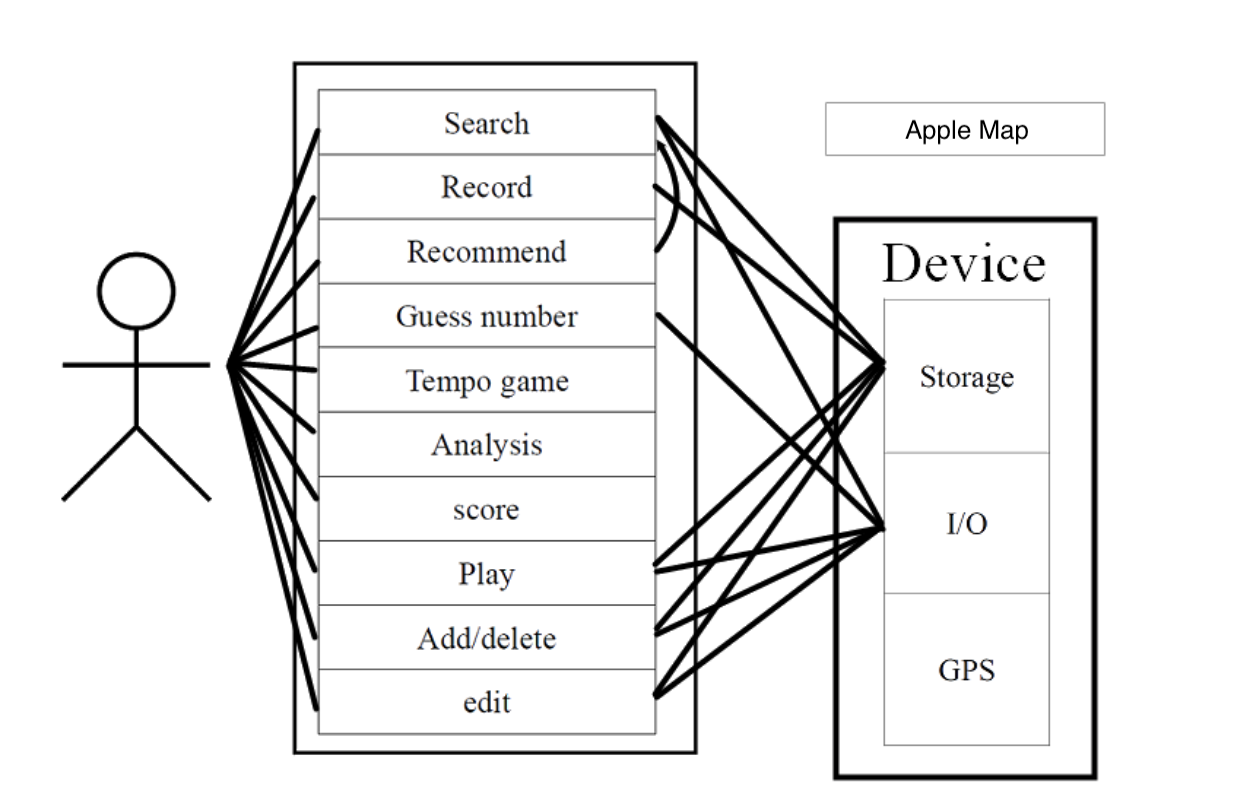 Search
Record
Recommend
Guess number
Tempo game
Analysis
score
Play
Add/delete
edit
Apple Map
Device
Storage
I/O
GPS